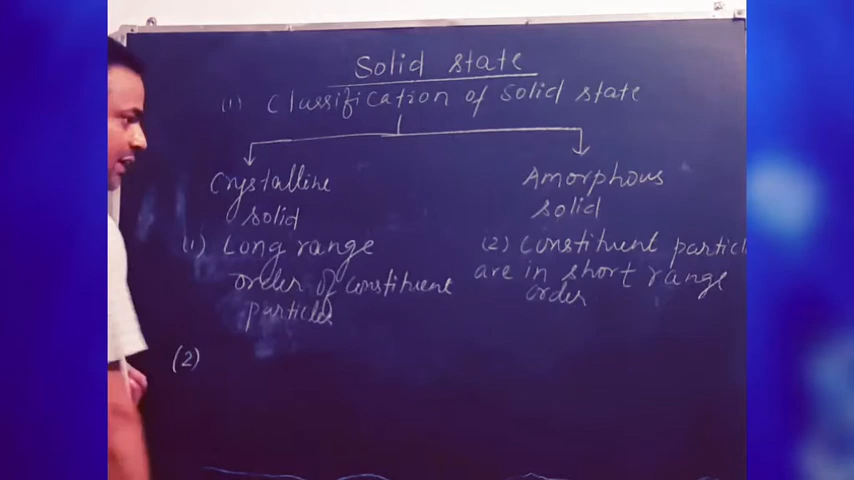 Solid state
(1) Classification of solid state
Crystalline
solid
Amorphous
solid
(1) Long range
order of constituent
particles
(2) constituent particl
are in short range
order
(2)